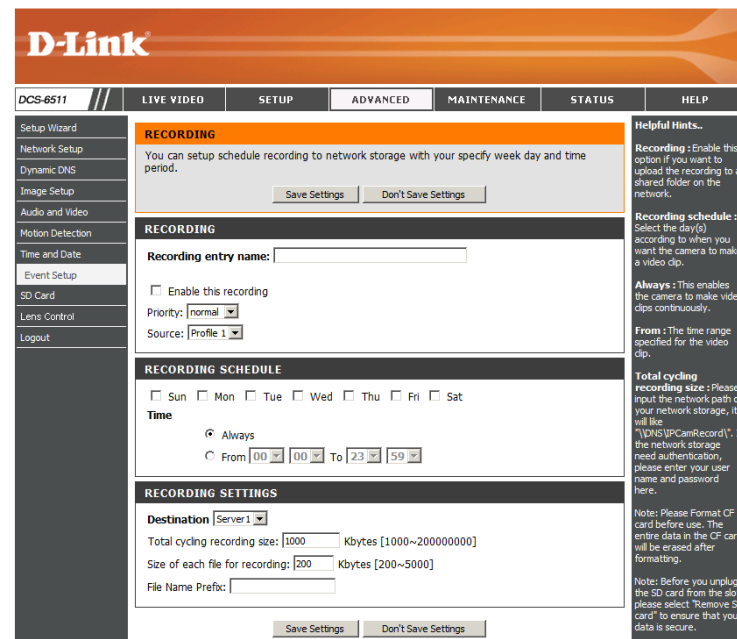 D-Link
DCS-6511
LIVE VIDEO
SETUP
ADVANCED
MAINTENANCE
STATUS
HELP
Setup Wizard
Network Setup
Dynamic DNS
Image Setup
Audio and Video
Motion Detection
Time and Date
Event Setup
SD Card
Lens Control
Logout
RECORDING
You can setup schedule recording to network storage with your specify week day and time
period.
Save Settings
Don't Save Settings
RECORDING
Recording entry name:
Enable this recording
Priority: normal
Source: Profile 1
RECORDING SCHEDULE
Sun Mon Tue Wed Thu Fri Sat
Time
Always
From 00 00 To 23 59
RECORDING SETTINGS
Destination Server1
Total cycling recording size: 1000 Kbytes [1000~200000000]
Size of each file for recording: 200 Kbytes [200~5000]
File Name Prefix:
Save Settings
Don't Save Settings
Helpful Hints..
Recording : Enable this
option if you want to
upload the recording to a
shared folder on the
network.
Recording schedule :
Select the day(s)
according to when you
want the camera to make
a video clip.
Always : This enables
the camera to make vide
clips continuously.
From : The time range
specified for the video
clip.
Total cycling
recording size : Please
input the network path o
your network storage, it
will like
"\\DNS\IPCamRecord\".
the network storage
need authentication,
please enter your user
name and password
here.
Note: Please Format CF
card before use. The
entire data in the CF car
will be erased after
formatting.
Note: Before you unplug
the SD card from the slo
please select "Remove S
card" to ensure that you
data is secure.